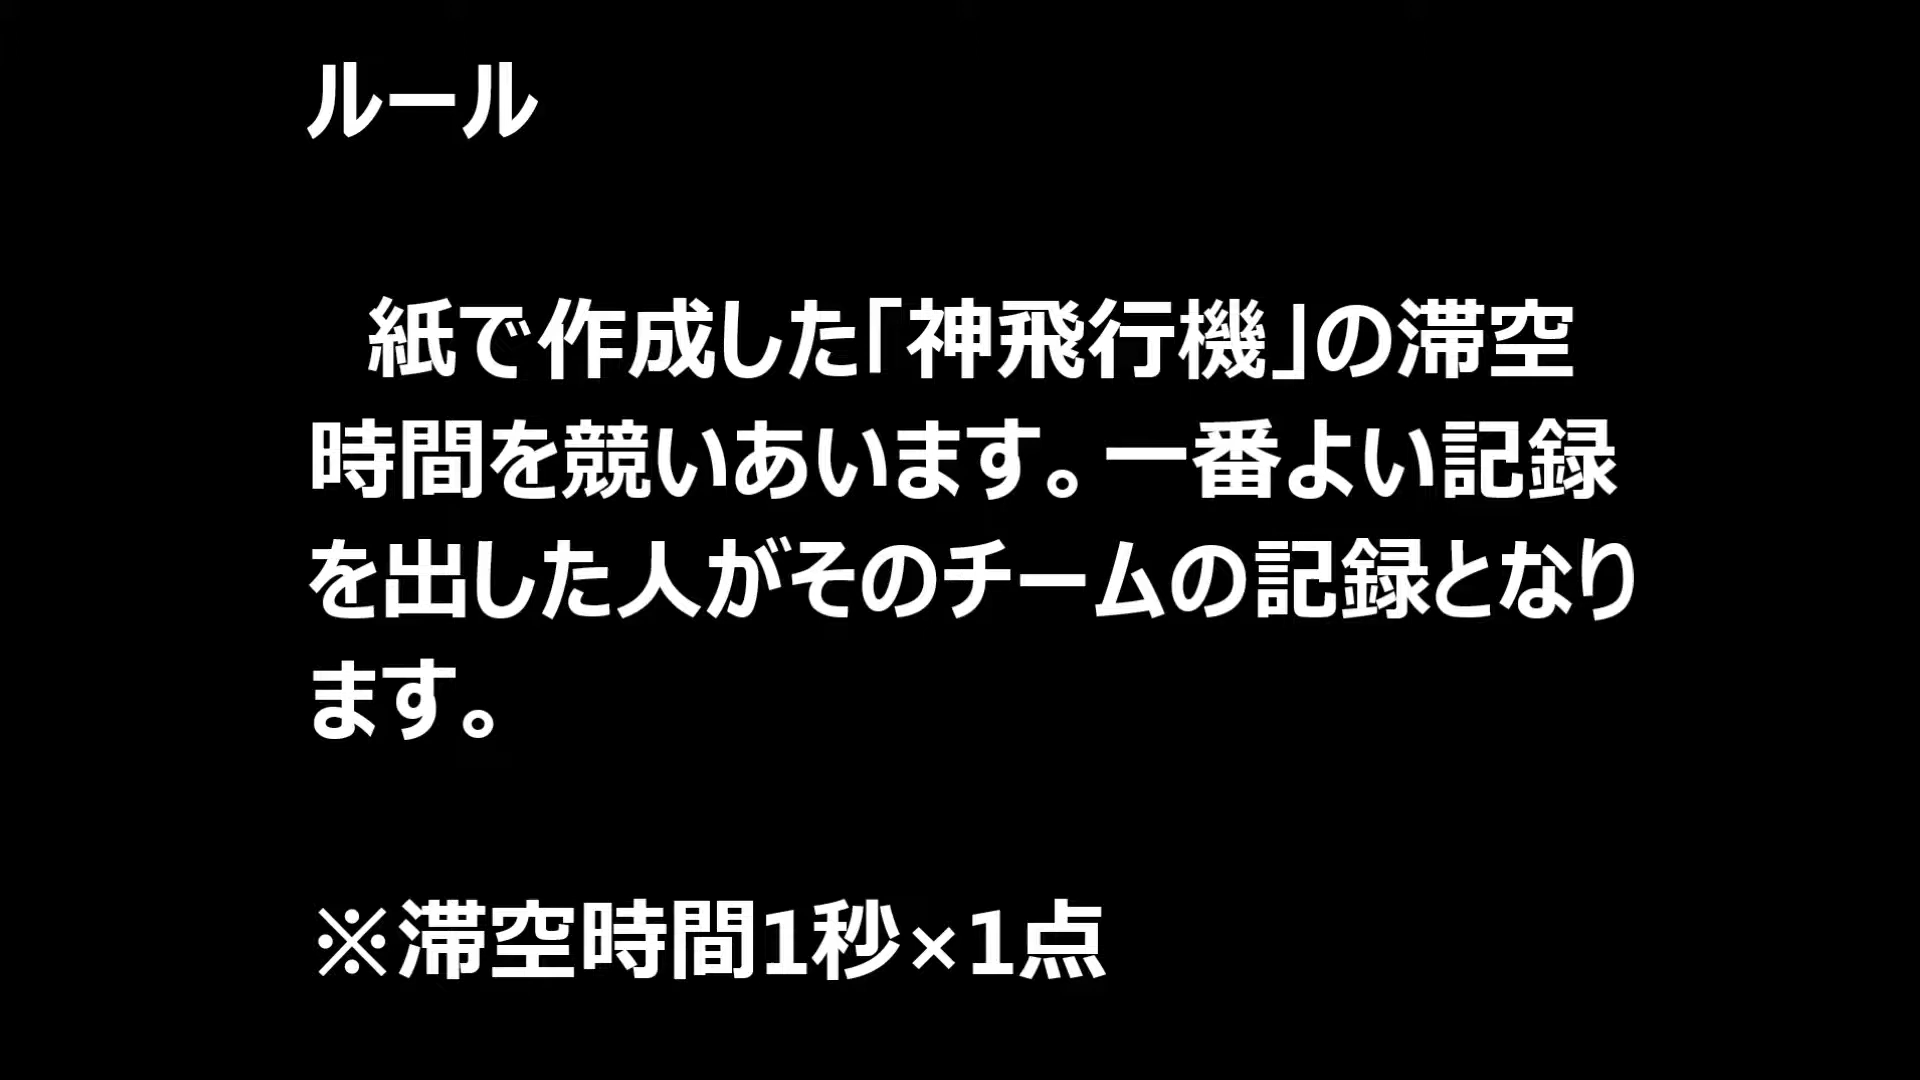 ルール
紙で作成した「神飛行機」の滞空
時間を競いあいます。一番よい記録
を出した人がそのチームの記録となり
ます。
※滞空時間1秒×1点